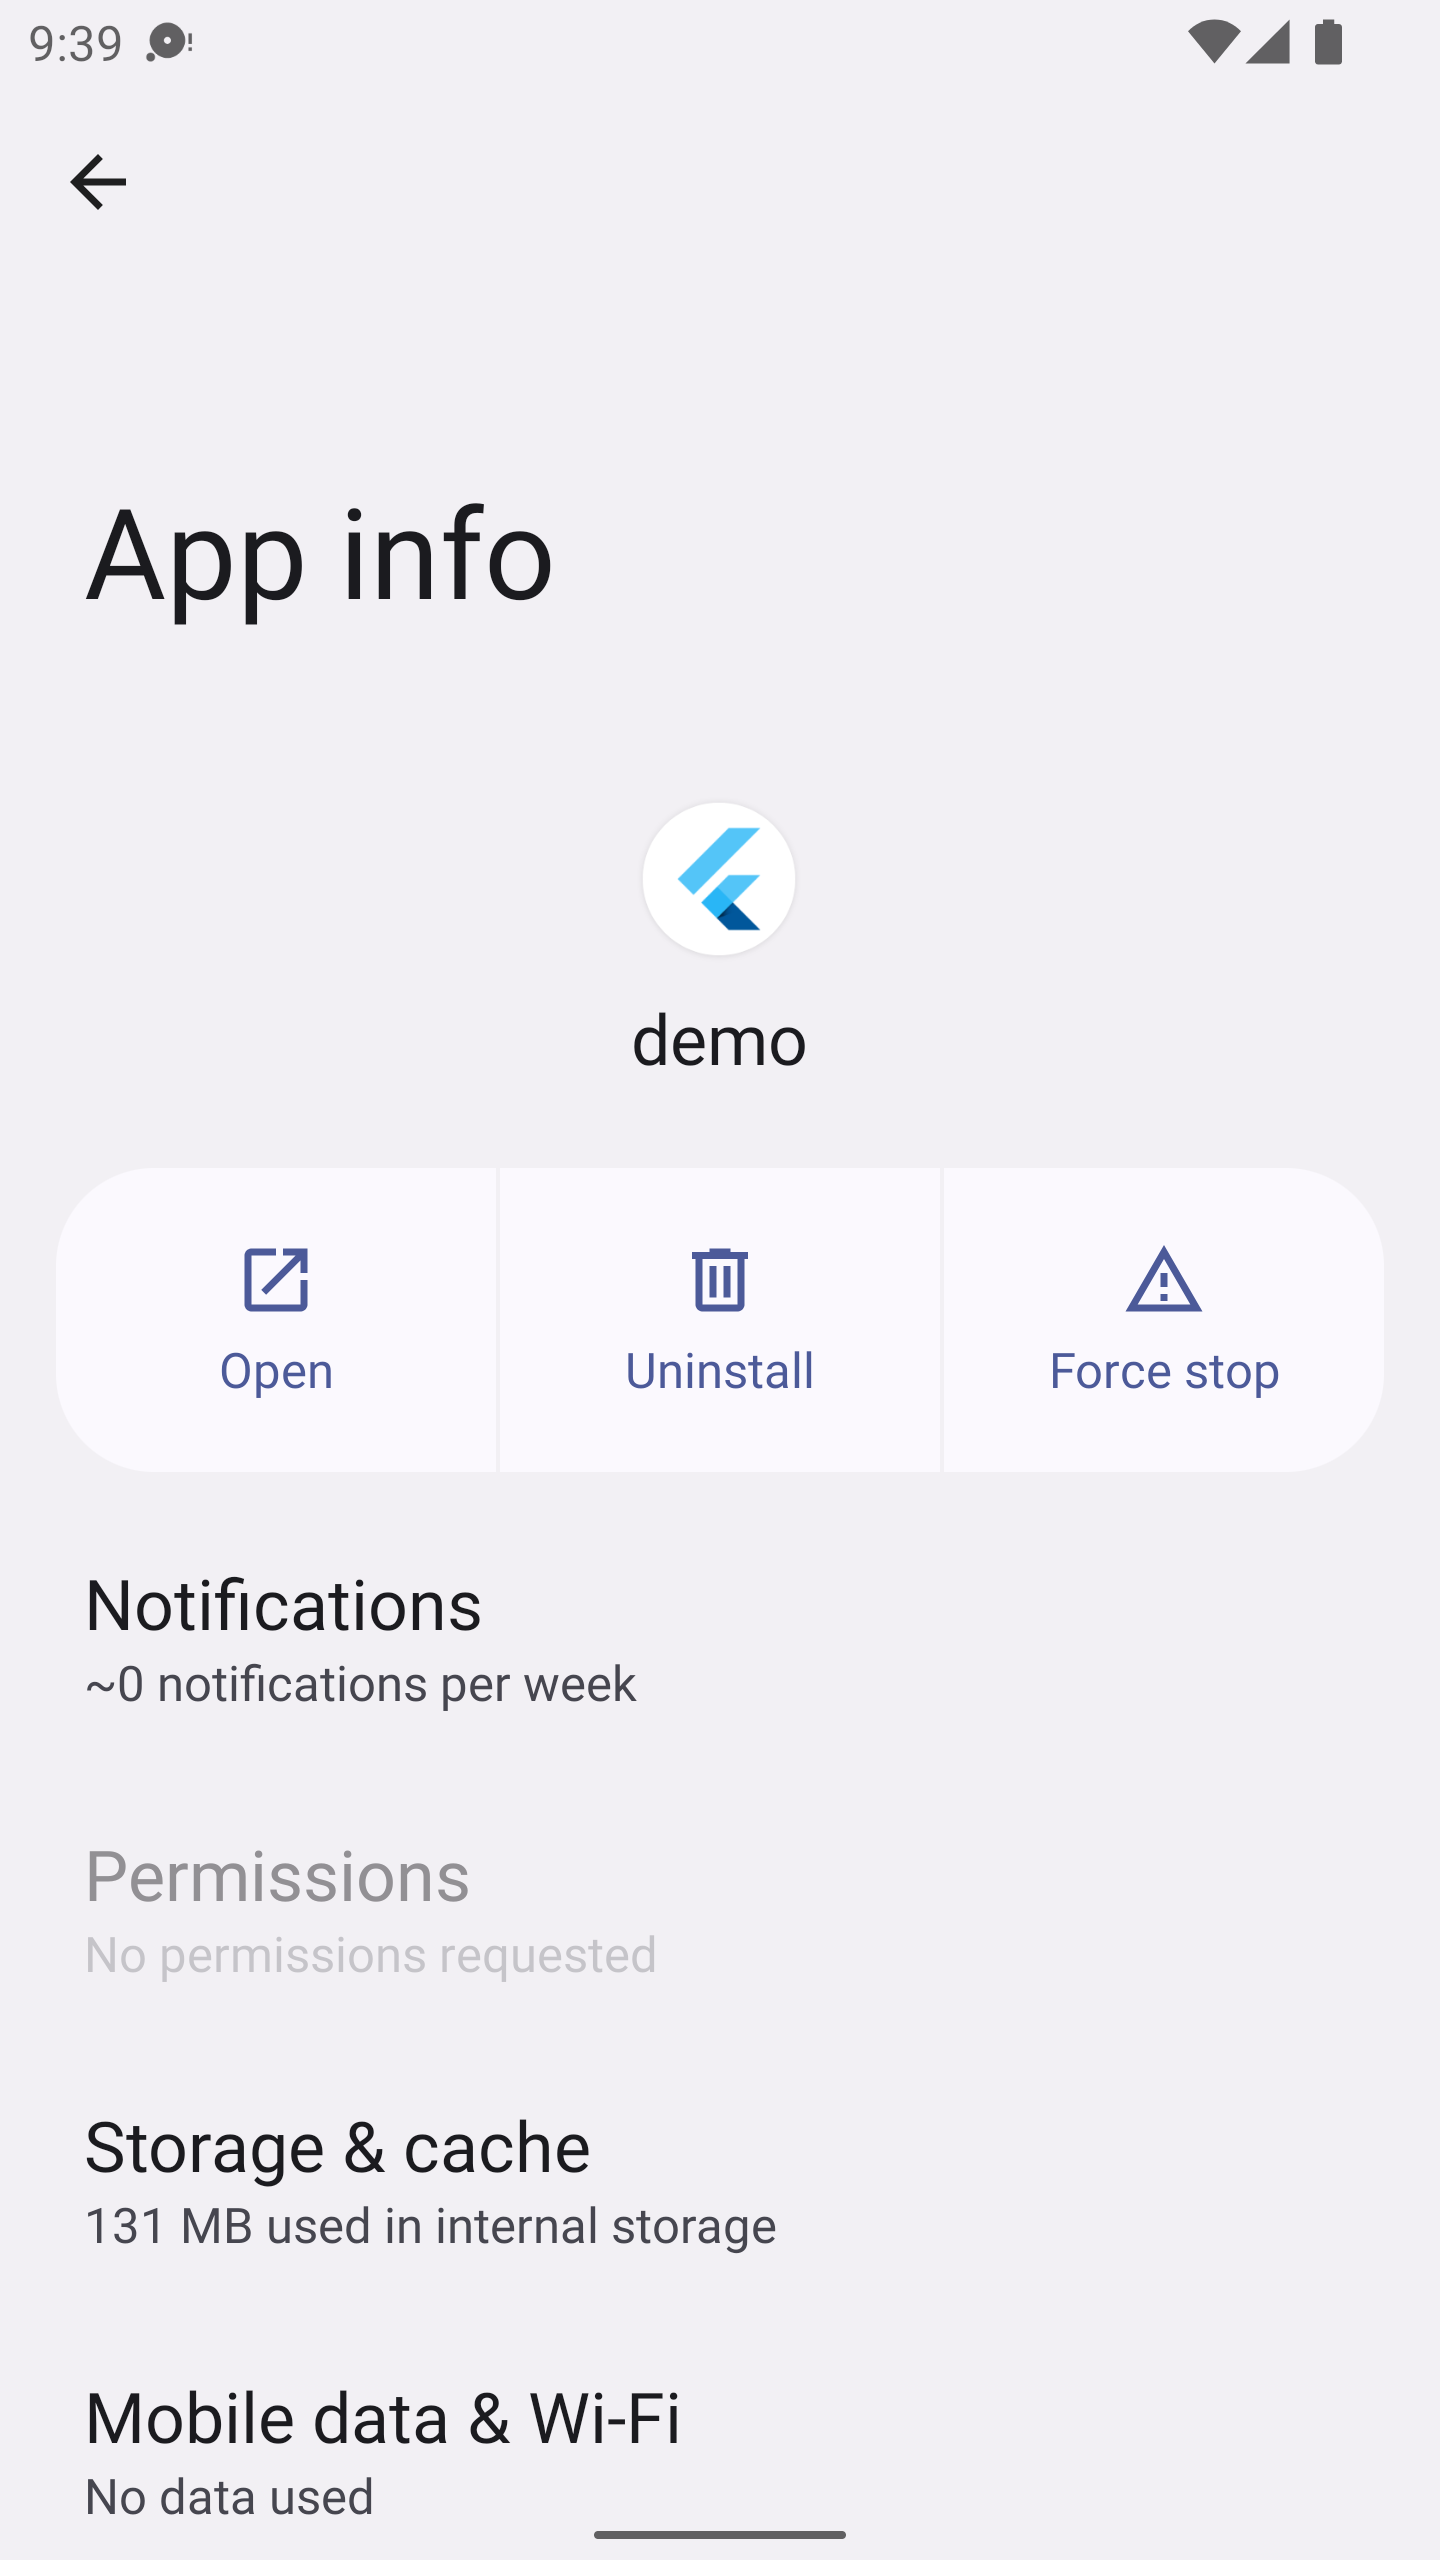 9:39
App info
demo
Open
Uninstall
Force stop
Notifications
~0 notifications per week
Permissions
No permissions requested
Storage & cache
131 MB used in internal storage
Mobile data & Wi-Fi
No data used